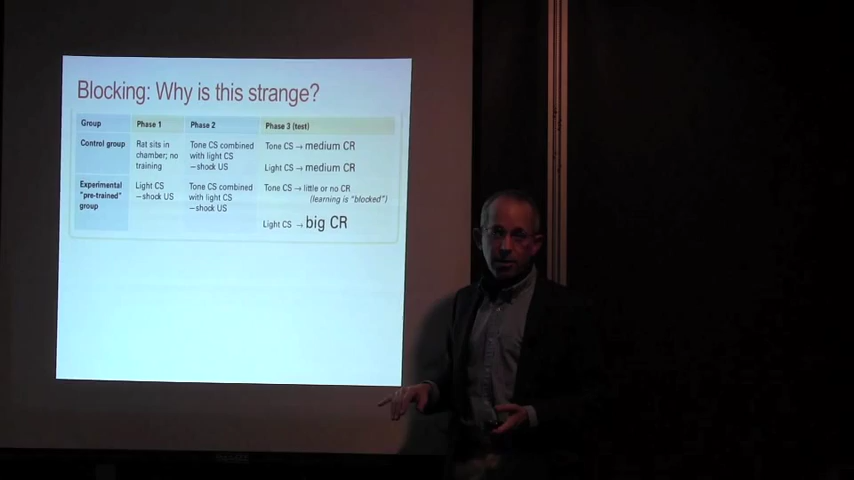 Blocking: Why is this strange?
Group Phase 1 Phase 2 Phase 3 (test)
Control group Rat sits in Tone CS combined Tone CS → medium CR
chamber; no with light CS
training –shock US Light CS → medium CR
Experimental Light CS Tone CS combined Tone CS → little or no CR
"pre-trained" –shock US with light CS (learning is "blocked")
group –shock US
Light CS → big CR